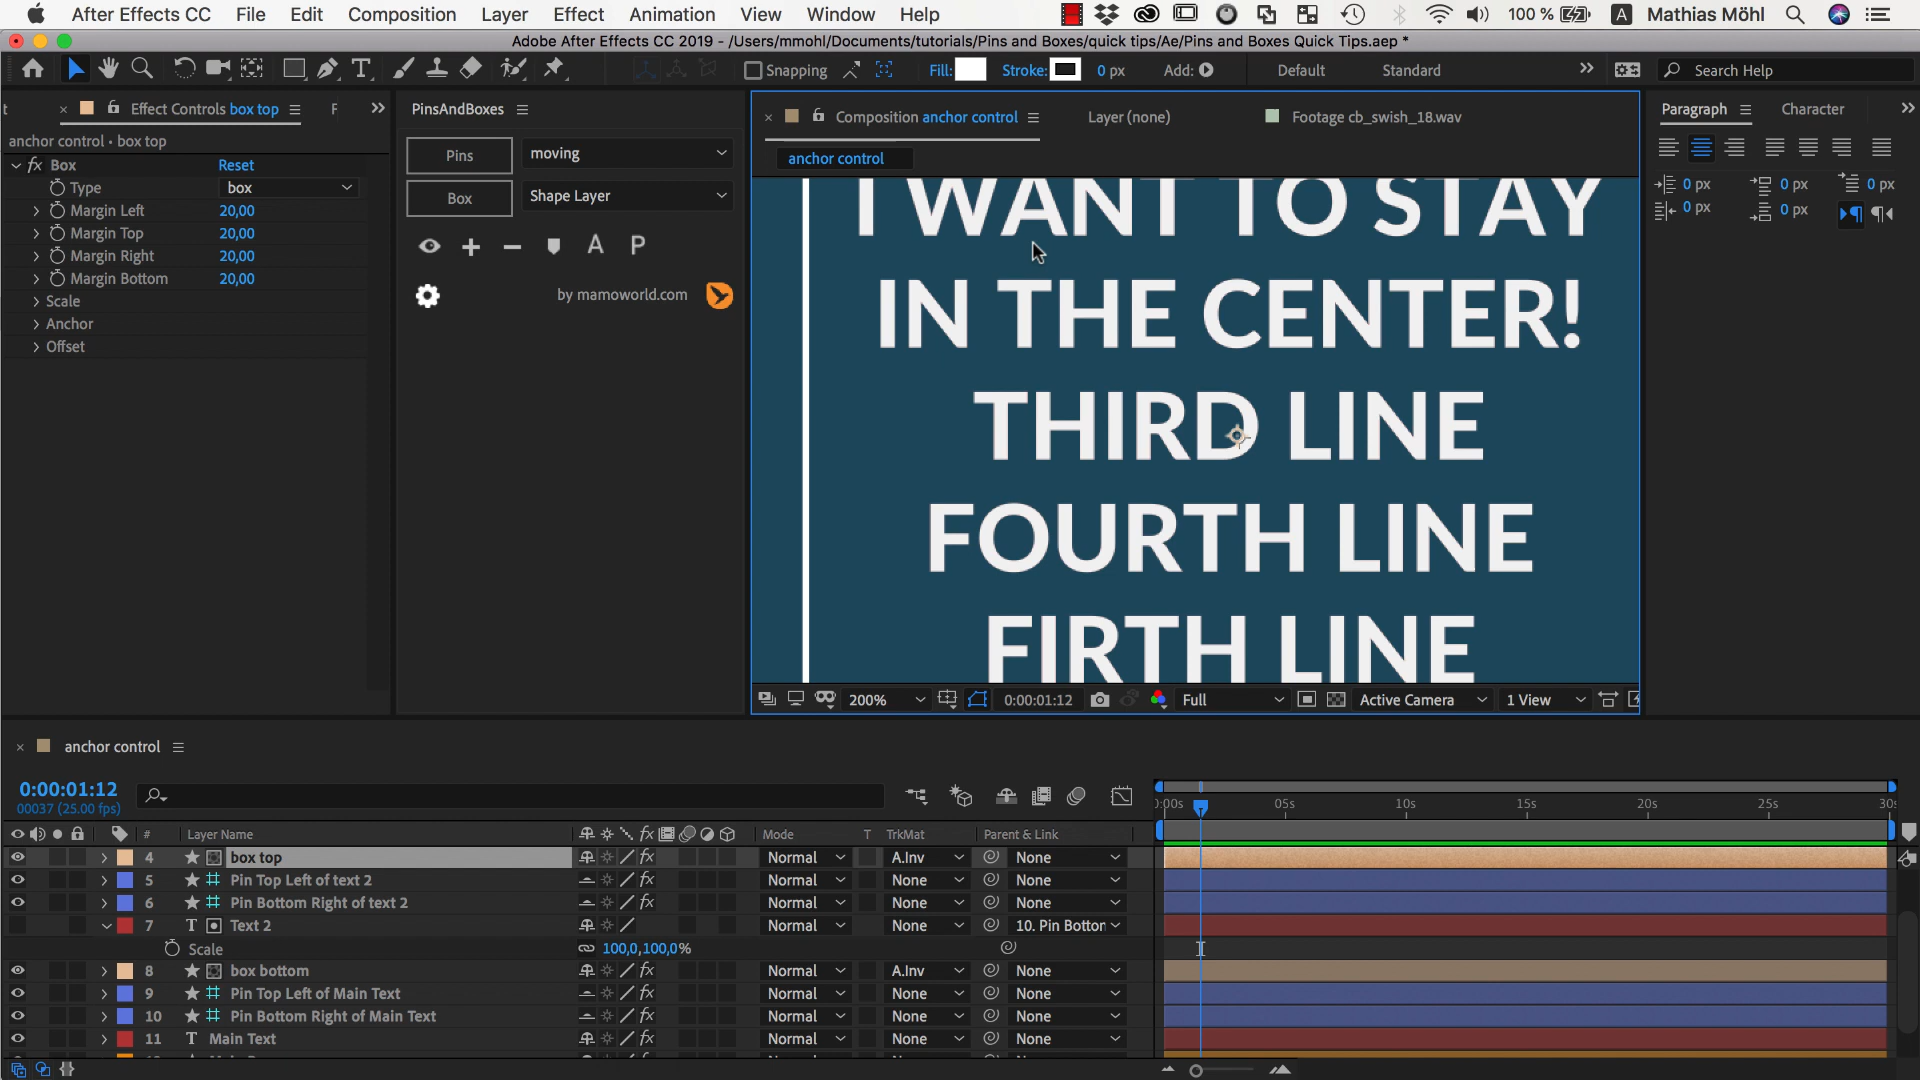 After Effects CC File Edit Composition Layer Effect Animation View Window Help 100 % A Mathias Möhl
Adobe After Effects CC 2019 - /Users/mmohl/Documents/tutorials/Pins and Boxes/quick tips/Ae/Pins and Boxes Quick Tips.aep *
Snapping Fill: Stroke: 0 px Add: Default Standard Search Help
Effect Controls box top
anchor control • box top
fx Box Reset
Type box
Margin Left 20,00
Margin Top 20,00
Margin Right 20,00
Margin Bottom 20,00
Scale
Anchor
Offset
PinsAndBoxes
Pins moving
Box Shape Layer
A P
by mamoworld.com
Composition anchor control Layer (none) Footage cb_swish_18.wav
anchor control
I WANT TO STAY
IN THE CENTER!
THIRD LINE
FOURTH LINE
FIRTH LINE
200% 0:00:01:12 Full Active Camera 1 View
Paragraph Character
0 px 0 px 0 px
0 px 0 px
anchor control
0:00:01:12
00037 (25.00 fps)
0:00s 05s 10s 15s 20s 25s 30s
# Layer Name fx Mode T TrkMat Parent & Link
4 box top fx Normal A.Inv None
5 Pin Top Left of text 2 fx Normal None None
6 Pin Bottom Right of text 2 fx Normal None None
7 T Text 2 Normal None 10. Pin Bottor
Scale 100,0,100,0%
8 box bottom fx Normal A.Inv None
9 Pin Top Left of Main Text fx Normal None None
10 Pin Bottom Right of Main Text fx Normal None None
11 T Main Text fx Normal None None